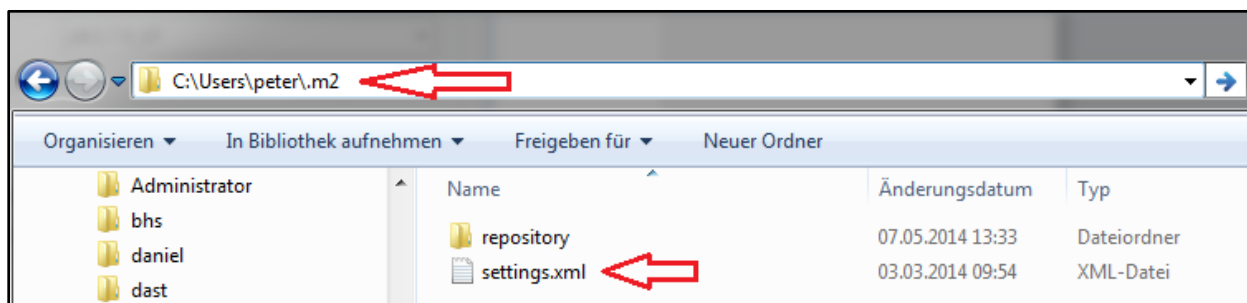 C:\Users\peter\.m2
Organisieren In Bibliothek aufnehmen Freigeben für Neuer Ordner
Administrator
bhs
daniel
dast
Name Änderungsdatum Typ
repository 07.05.2014 13:33 Dateiordner
settings.xml 03.03.2014 09:54 XML-Datei